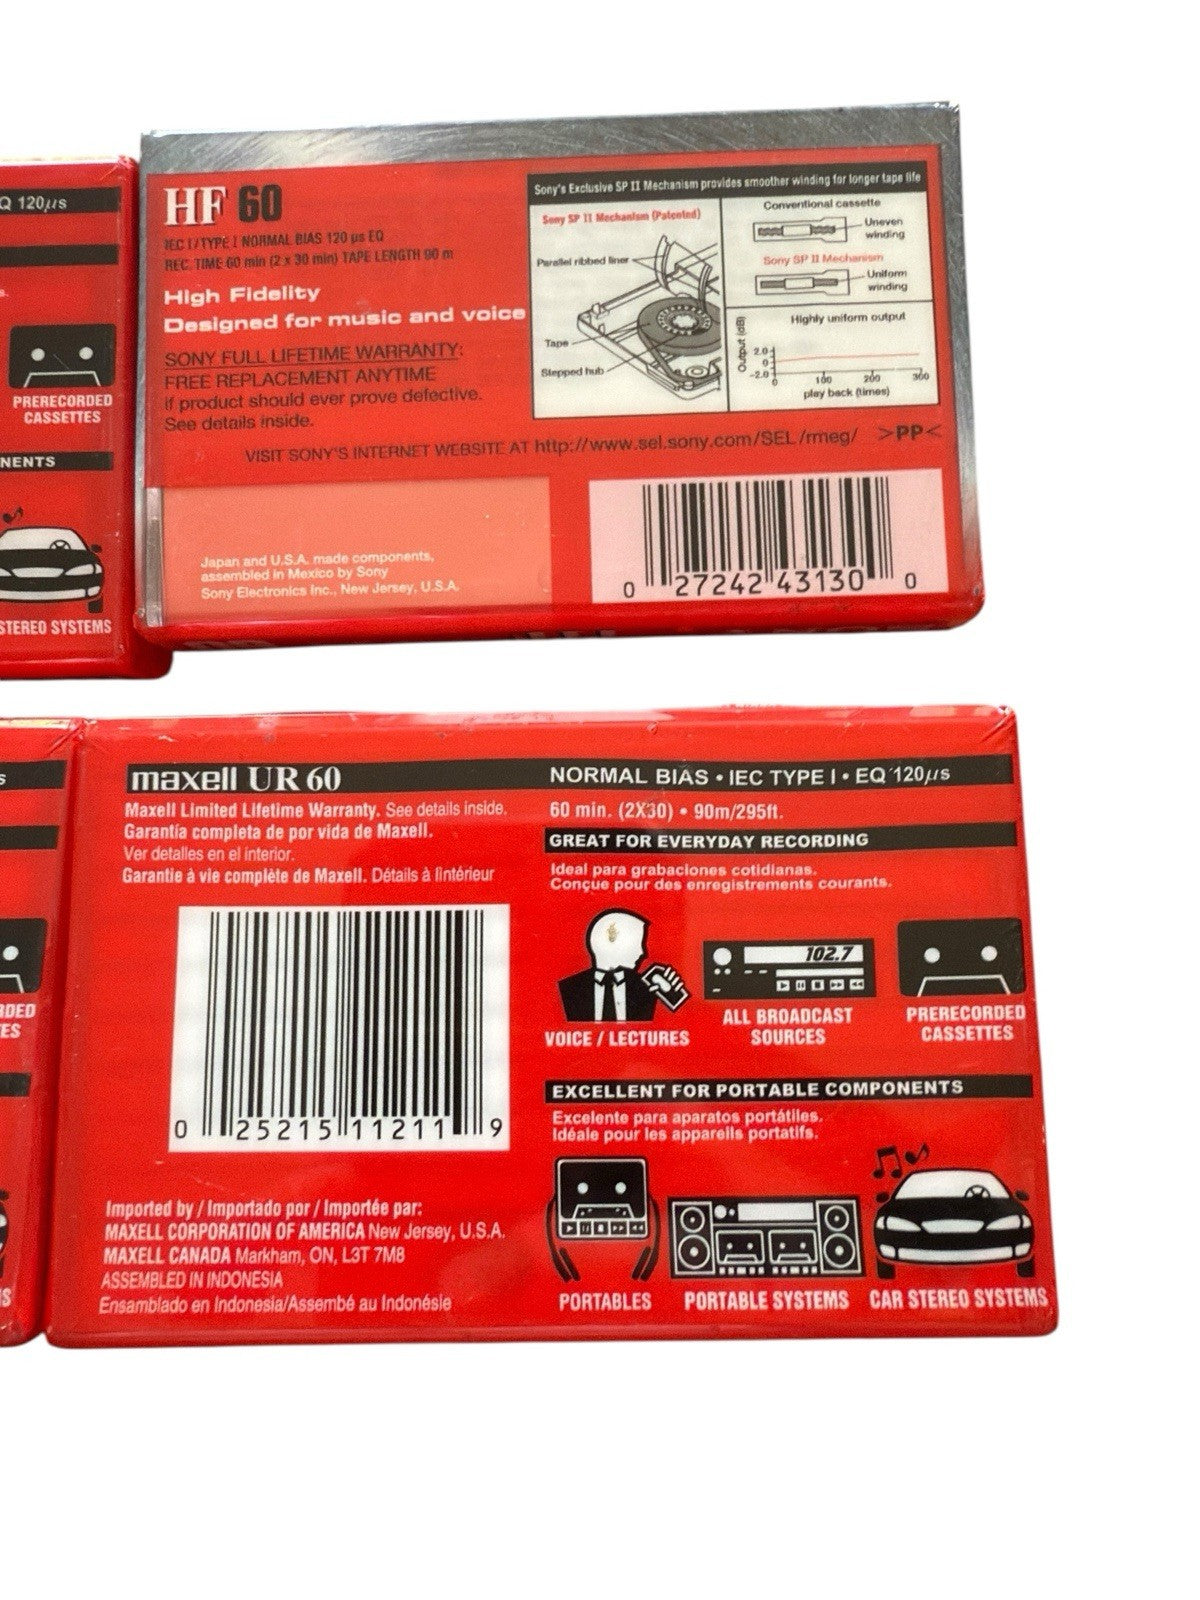 Q 120µs
PRERECORDED
CASSETTES
NENTS
STEREO SYSTEMS
HF 60
IEC I/TYPE I NORMAL BIAS 120 µs EQ
REC. TIME 60 min (2 x 30 min) TAPE LENGTH 90 m
High Fidelity
Designed for music and voice
SONY FULL LIFETIME WARRANTY:
FREE REPLACEMENT ANYTIME
if product should ever prove defective.
See details inside.
Sony's Exclusive SP II Mechanism provides smoother winding for longer tape life
Sony SP II Mechanism (Patented)
Parallel ribbed liner
Tape
Stepped hub
Conventional cassette
Uneven
winding
Sony SP II Mechanism
Uniform
winding
Highly uniform output
Output (dB)
2.0
0
-2.0
0 100 200 300
play back (times)
VISIT SONY'S INTERNET WEBSITE AT http://www.sel.sony.com/SEL/rmeg/ >PP<
Japan and U.S.A. made components,
assembled in Mexico by Sony
Sony Electronics Inc., New Jersey, U.S.A.
0 27242 43130 0
s
RDED
ES
MS
maxell UR 60
NORMAL BIAS • IEC TYPE I • EQ 120µs
Maxell Limited Lifetime Warranty. See details inside.
Garantía completa de por vida de Maxell.
Ver detalles en el interior.
Garantie à vie complète de Maxell. Détails à lintérieur
60 min. (2X30) • 90m/295ft.
GREAT FOR EVERYDAY RECORDING
Ideal para grabaciones cotidianas.
Conçue pour des enregistrements courants.
102.7
VOICE / LECTURES
ALL BROADCAST
SOURCES
PRERECORDED
CASSETTES
EXCELLENT FOR PORTABLE COMPONENTS
Excelente para aparatos portátiles.
Idéale pour les appareils portatifs.
PORTABLES
PORTABLE SYSTEMS
CAR STEREO SYSTEMS
0 25215 11211 9
Imported by / Importado por / Importée par:
MAXELL CORPORATION OF AMERICA New Jersey, U.S.A.
MAXELL CANADA Markham, ON, L3T 7M8
ASSEMBLED IN INDONESIA
Ensamblado en Indonesia/Assembé au Indonésie